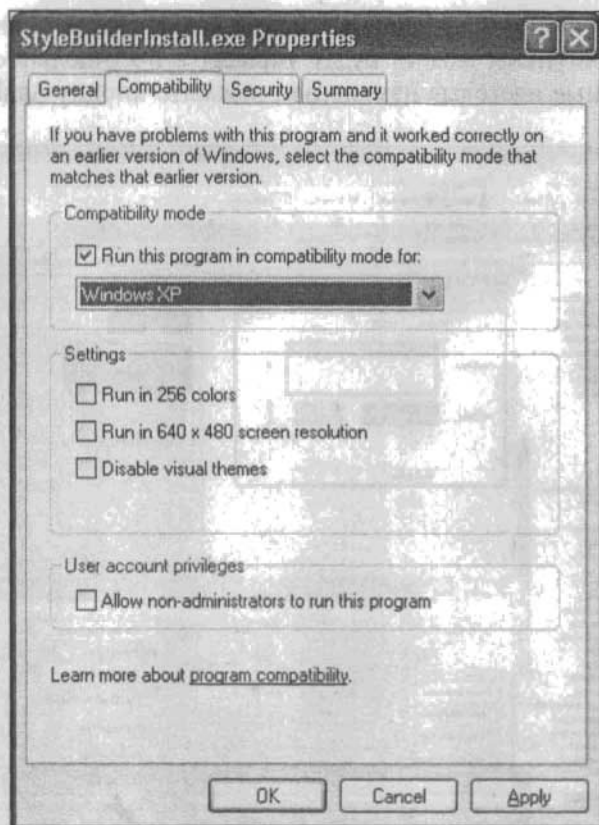 StyleBuilderInstall.exe Properties
General
Compatibility
Security
Summary
If you have problems with this program and it worked correctly on
an earlier version of Windows, select the compatibility mode that
matches that earlier version.
Compatibility mode
Run this program in compatibility mode for:
Windows XP
Settings
Run in 256 colors
Run in 640 x 480 screen resolution
Disable visual themes
User account privileges
Allow non-administrators to run this program
Learn more about program compatibility.
OK
Cancel
Apply